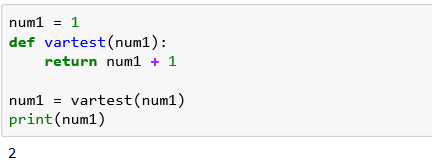 num1 = 1
def vartest(num1):
    return num1 + 1

num1 = vartest(num1)
print(num1)
2